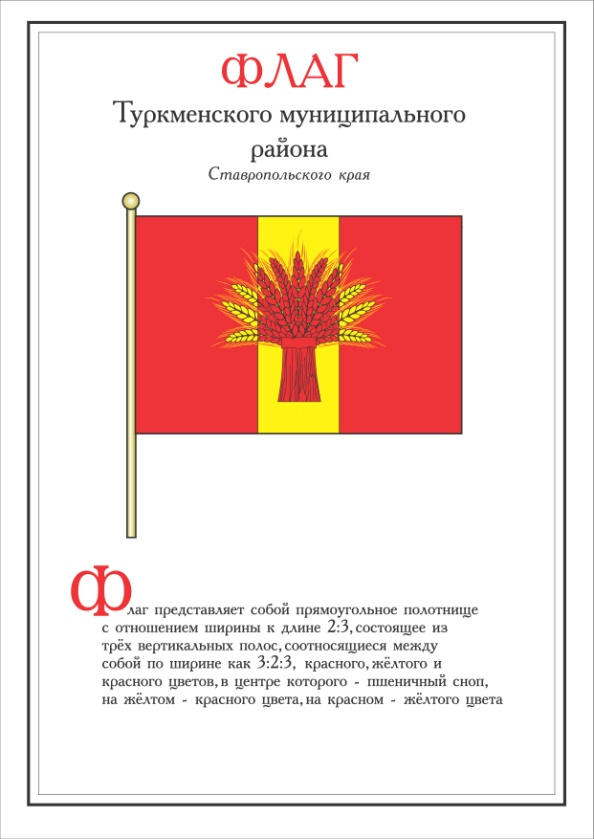 ФЛАГ
Туркменского муниципального
района
Ставропольского края
Флаг представляет собой прямоугольное полотнище
с отношением ширины к длине 2:3, состоящее из
трёх вертикальных полос, соотносящиеся между
собой по ширине как 3:2:3, красного, жёлтого и
красного цветов, в центре которого - пшеничный сноп,
на жёлтом - красного цвета, на красном - жёлтого цвета